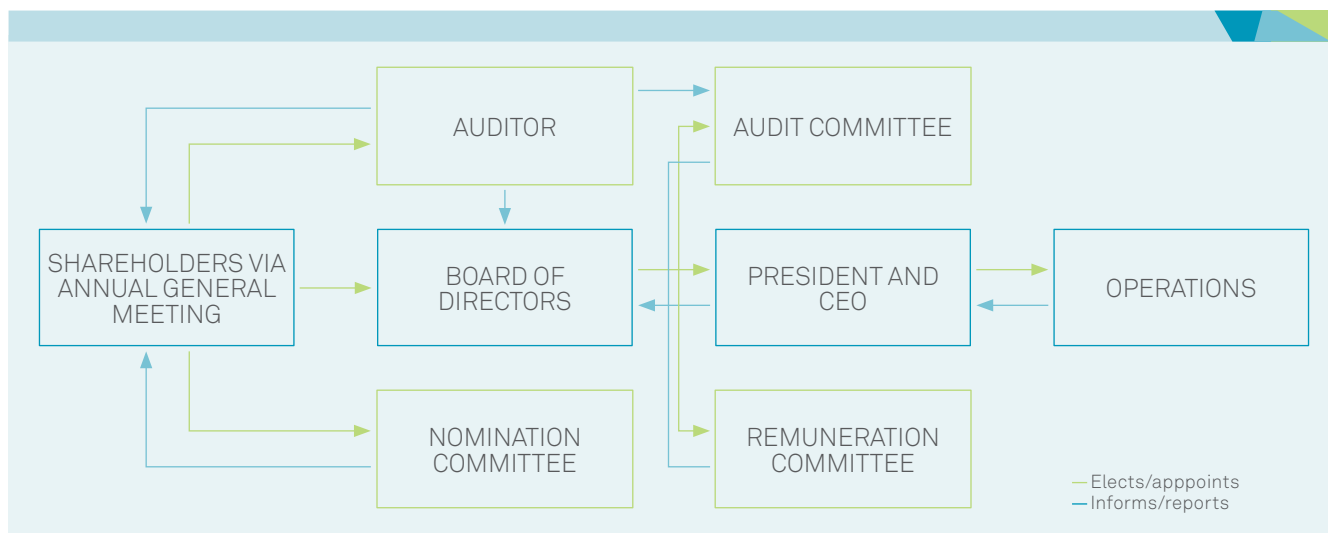 AUDITOR
AUDIT COMMITTEE
SHAREHOLDERS VIA
ANNUAL GENERAL
MEETING
BOARD OF
DIRECTORS
PRESIDENT AND
CEO
OPERATIONS
NOMINATION
COMMITTEE
REMUNERATION
COMMITTEE
Elects/apppoints
Informs/reports